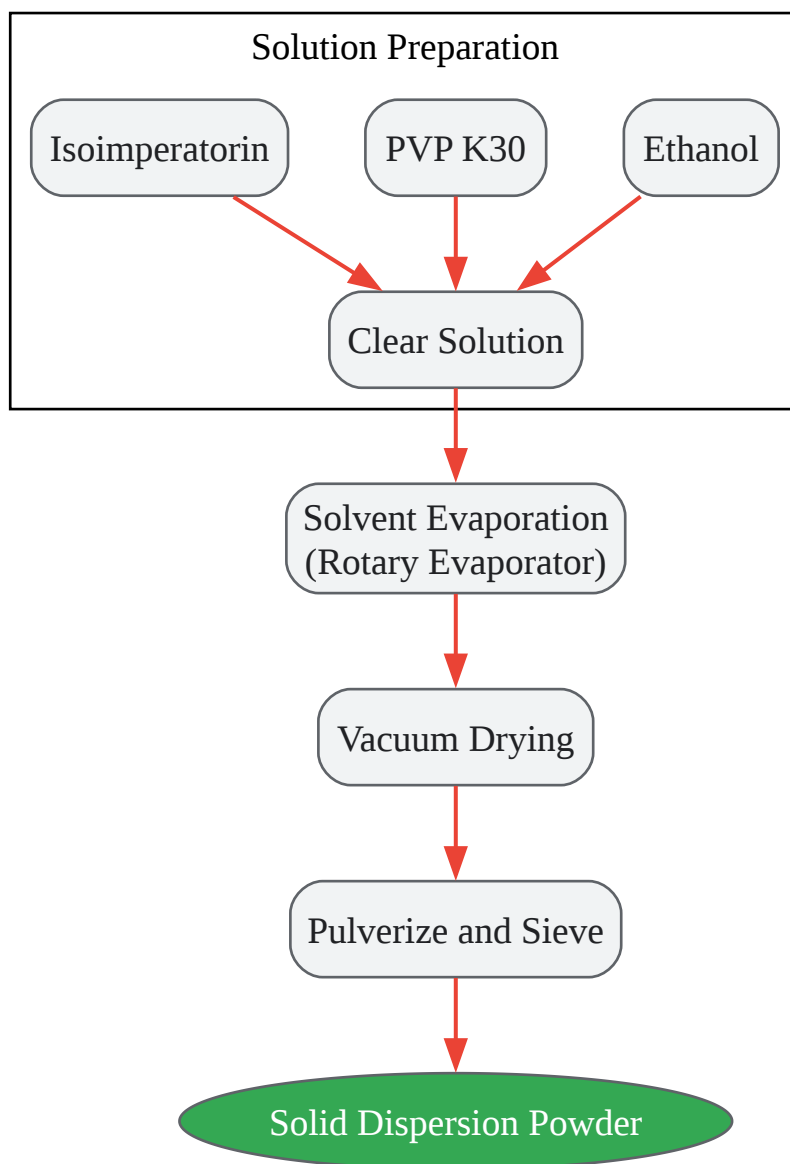 Solution Preparation
Isoimperatorin
PVP K30
Ethanol
Clear Solution
Solvent Evaporation
(Rotary Evaporator)
Vacuum Drying
Pulverize and Sieve
Solid Dispersion Powder